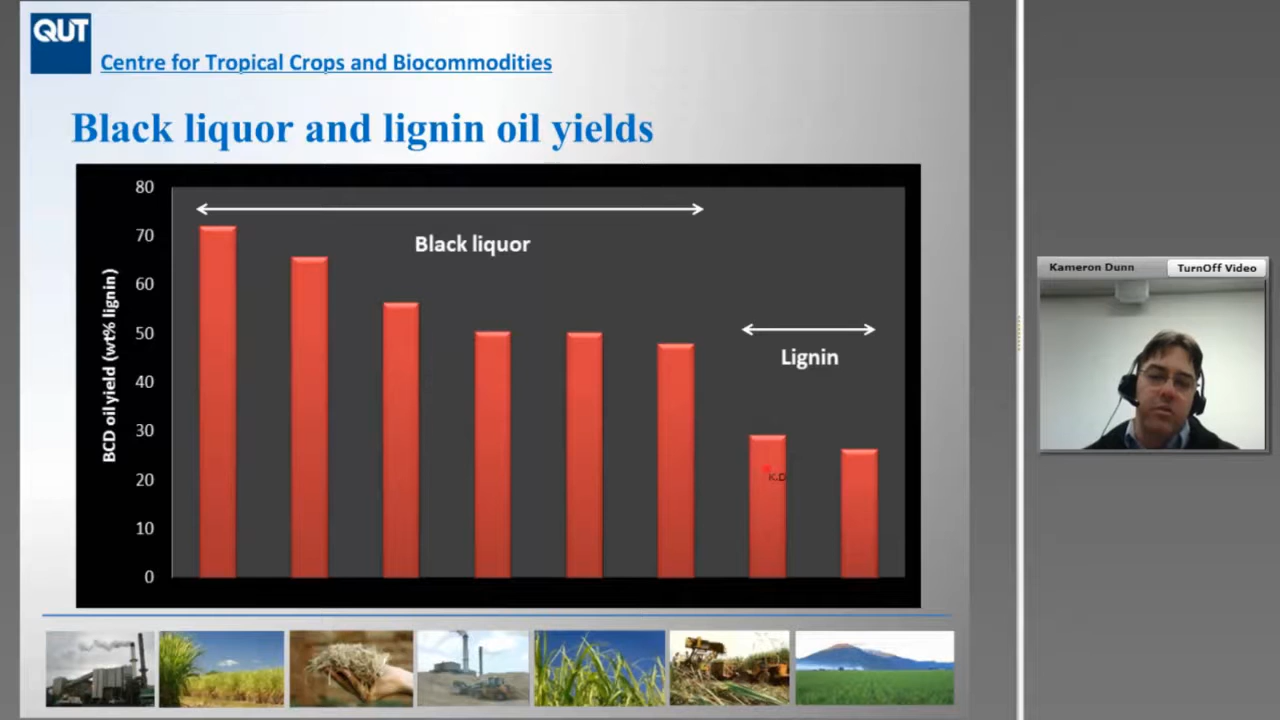 QUT
Centre for Tropical Crops and Biocommodities
Black liquor and lignin oil yields
80
70
60
50
40
30
20
10
0
BCD oil yield (wt% lignin)
Black liquor
Lignin
K.D
Kameron Dunn
TurnOff Video